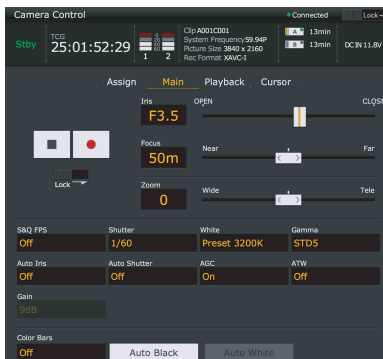 Camera Control Connected Lock
Stby TCG 25:01:52:29 0 20 40 60 1 2
Clip A001C001
System Frequency 59.94P
Picture Size 3840 x 2160
Rec Format XAVC-I
A 13min
B 13min
DC IN 11.8V
Assign Main Playback Cursor
Iris OPEN CLOSE
F3.5
Focus Near Far
50m
Lock
Zoom Wide Tele
0
S&Q FPS Shutter White Gamma
Off 1/60 Preset 3200K STD5
Auto Iris Auto Shutter AGC ATW
Off Off On Off
Gain
9dB
Color Bars
Off Auto Black Auto White